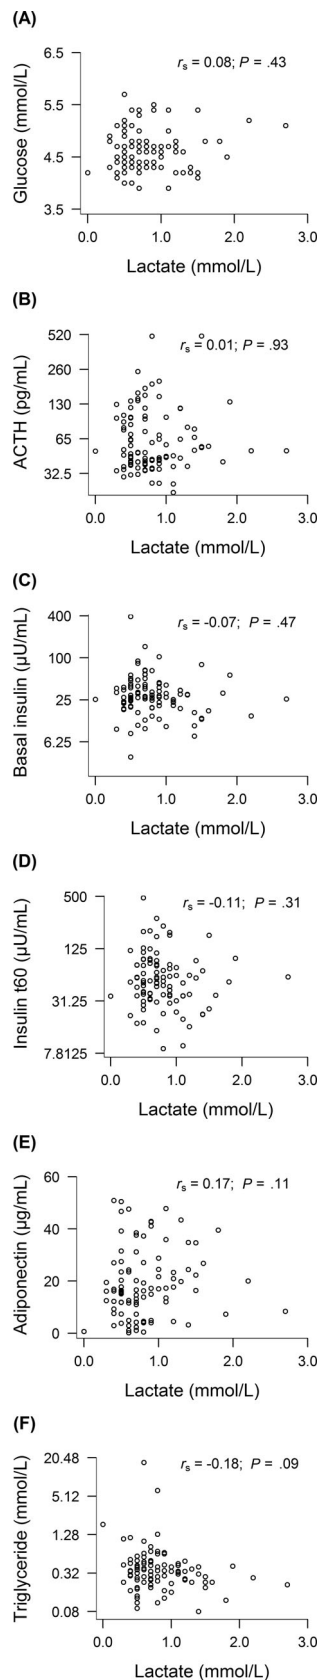 (A)
rs = 0.08; P = .43
Glucose (mmol/L)
6.5
5.5
4.5
3.5
0.0 1.0 2.0 3.0
Lactate (mmol/L)
(B)
rs = 0.01; P = .93
ACTH (pg/mL)
520
260
130
65
32.5
0.0 1.0 2.0 3.0
Lactate (mmol/L)
(C)
rs = -0.07; P = .47
Basal insulin (µU/mL)
400
100
25
6.25
0.0 1.0 2.0 3.0
Lactate (mmol/L)
(D)
rs = -0.11; P = .31
Insulin t60 (µU/mL)
500
125
31.25
7.8125
0.0 1.0 2.0 3.0
Lactate (mmol/L)
(E)
rs = 0.17; P = .11
Adiponectin (µg/mL)
60
40
20
0
0.0 1.0 2.0 3.0
Lactate (mmol/L)
(F)
rs = -0.18; P = .09
Triglyceride (mmol/L)
20.48
5.12
1.28
0.32
0.08
0.0 1.0 2.0 3.0
Lactate (mmol/L)